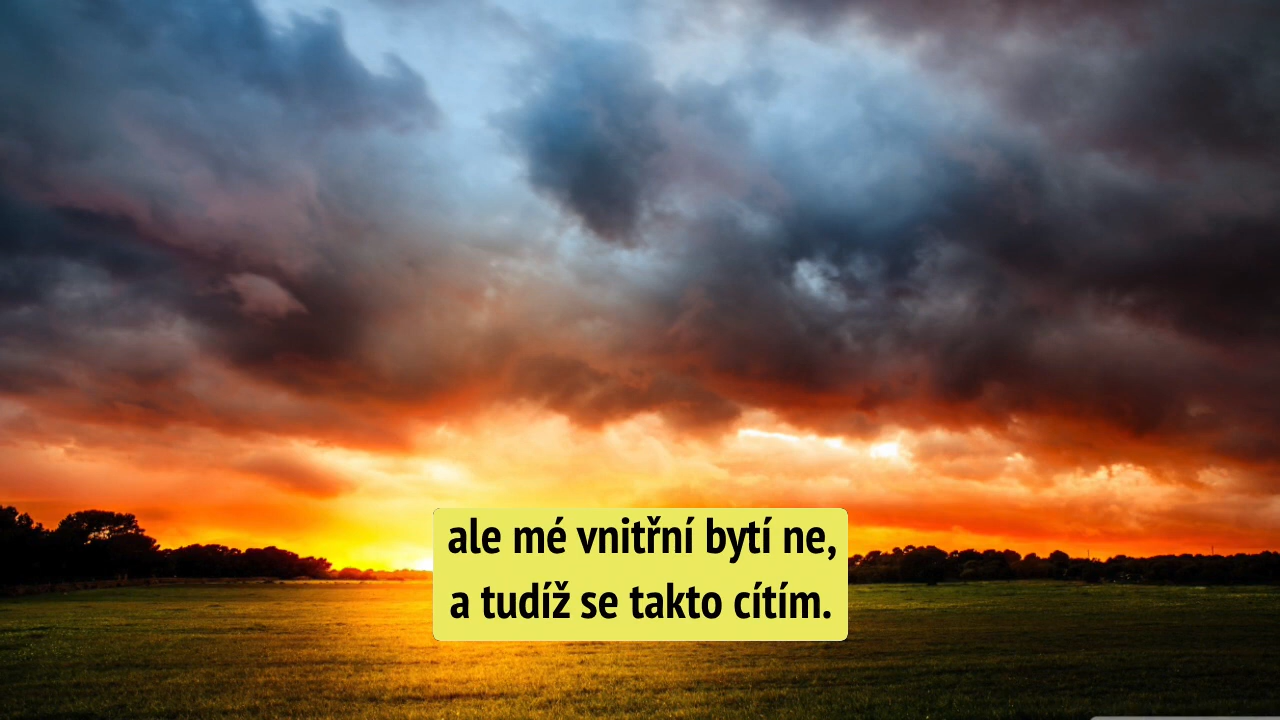 ale mé vnitřní bytí ne,
a tudíž se takto cítím.